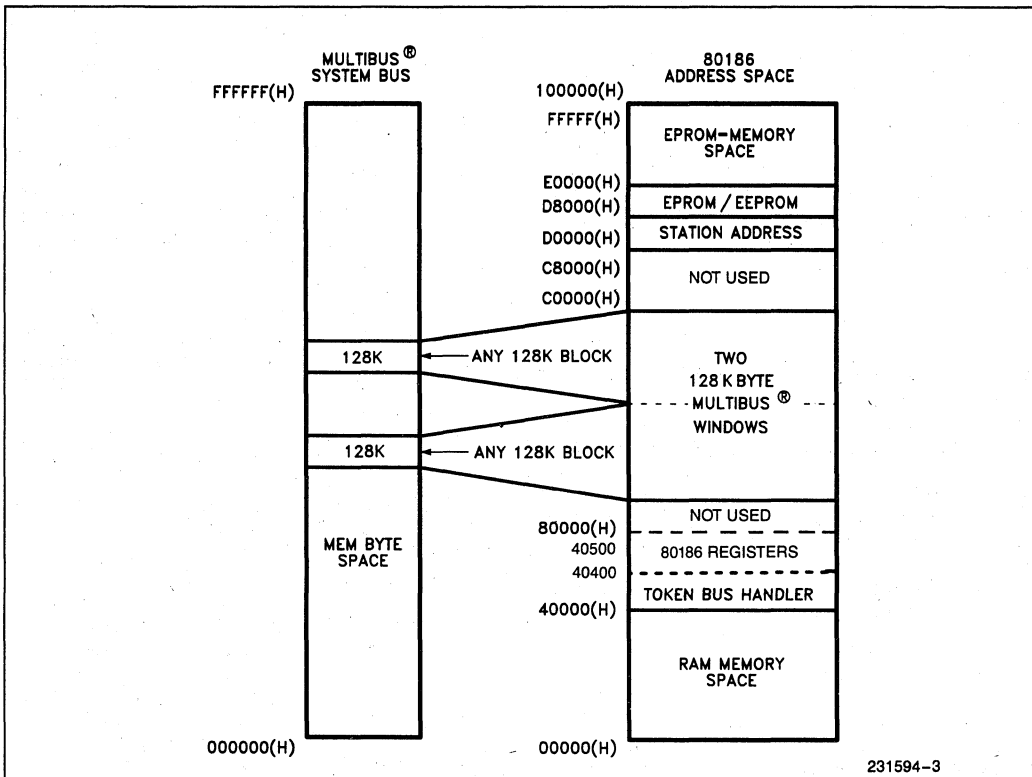 MULTIBUS ®
SYSTEM BUS
FFFFFF(H)
128K
128K
MEM BYTE
SPACE
000000(H)
ANY 128K BLOCK
ANY 128K BLOCK
80186
ADDRESS SPACE
100000(H)
FFFFF(H)
EPROM-MEMORY
SPACE
E0000(H)
D8000(H)
EPROM / EEPROM
STATION ADDRESS
D0000(H)
C8000(H)
NOT USED
C0000(H)
TWO
128 K BYTE
MULTIBUS ®
WINDOWS
NOT USED
80000(H)
40500
80186 REGISTERS
40400
TOKEN BUS HANDLER
40000(H)
RAM MEMORY
SPACE
00000(H)
231594-3